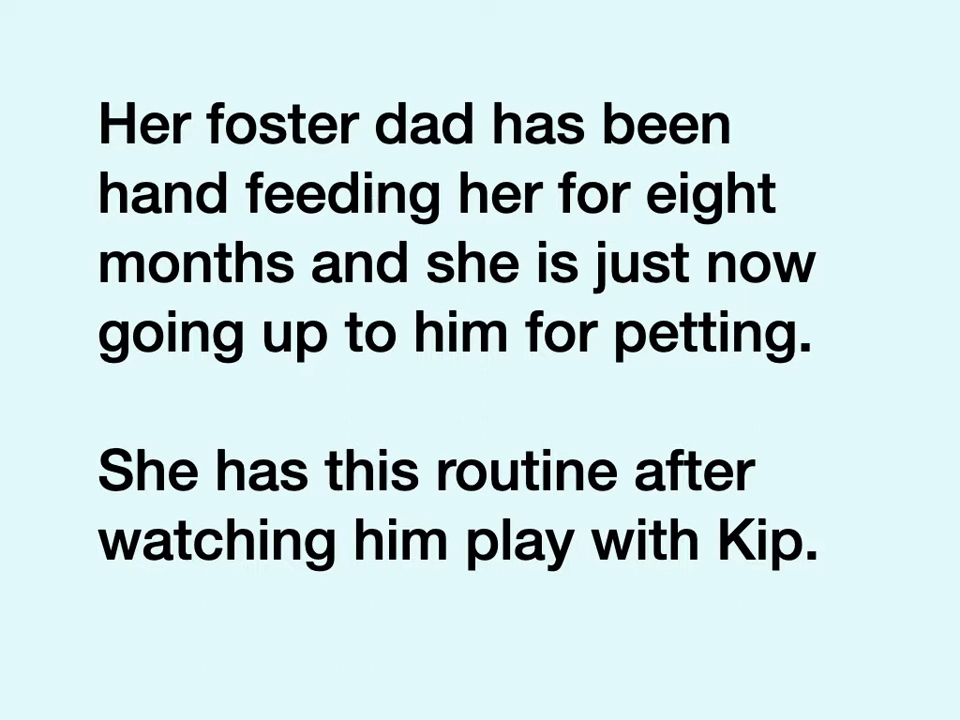 Her foster dad has been
hand feeding her for eight
months and she is just now
going up to him for petting.
She has this routine after
watching him play with Kip.